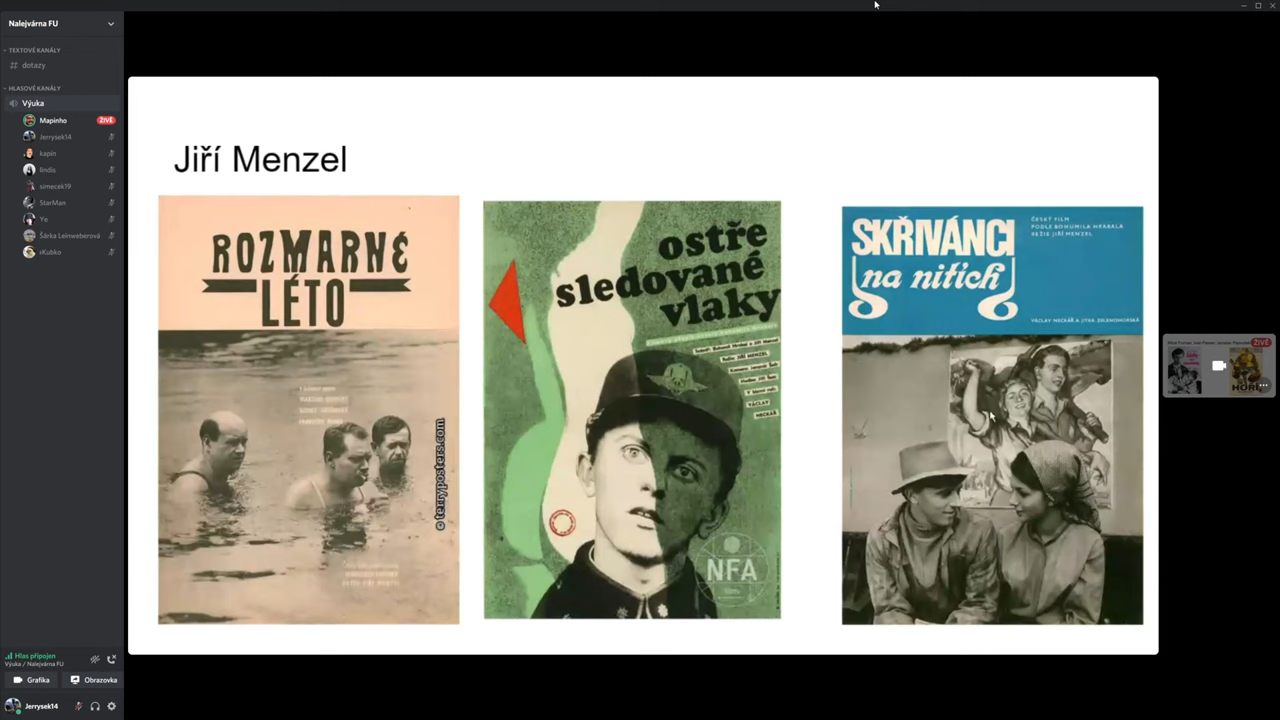 Nalejvárna FU
TEXTOVÉ KANÁLY
# dotazy
HLASOVÉ KANÁLY
Výuka
Mapinho ŽIVĚ
Jerrysek14
kapin
lindis
simecek19
StarMan
Ye
Šárka Leinweberová
rKubko
Hlas připojen
Výuka / Nalejvárna FU
Grafika
Obrazovka
Jerrysek14
Jiří Menzel
ROZMARNÉ
LÉTO
© terryposters.com
ostře
sledované
vlaky
Režie: JIŘÍ MENZEL
VÁCLAV
NECKÁŘ
NFA
SKŘIVÁNCI
na nitích
ČESKÝ FILM
PODLE BOHUMILA HRABALA
REŽIE JIŘÍ MENZEL
VÁCLAV NECKÁŘ A JITKA ZELENOHORSKÁ
ŽIVĚ
HOŘÍ